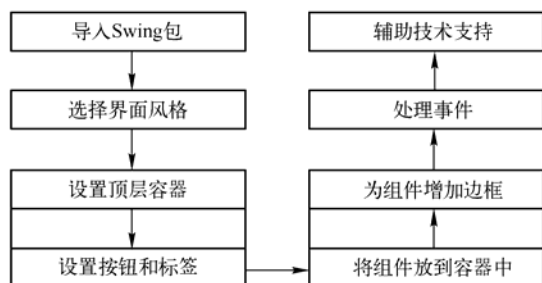 导入Swing包
选择界面风格
设置顶层容器
设置按钮和标签
将组件放到容器中
为组件增加边框
处理事件
辅助技术支持